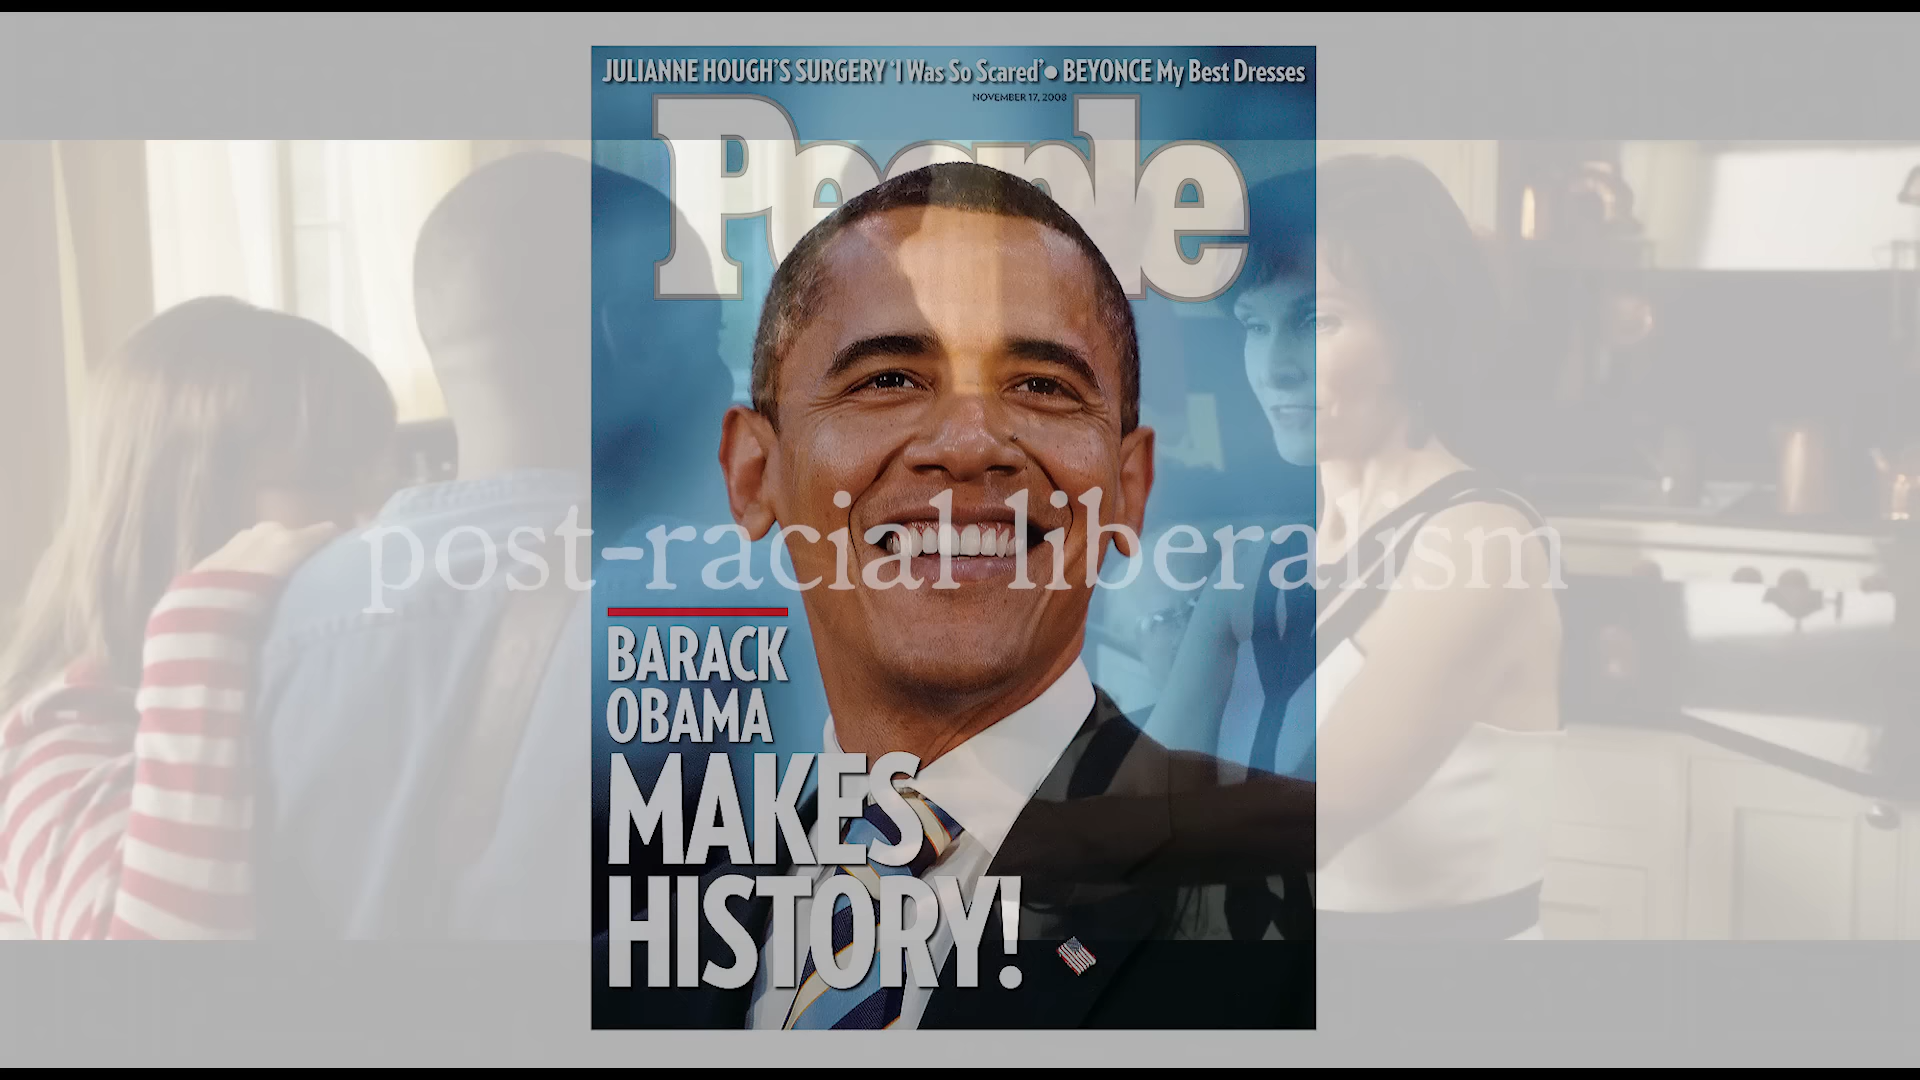 JULIANNE HOUGH'S SURGERY 'I Was So Scared' • BEYONCE My Best Dresses
NOVEMBER 17, 2008
People
post-racial liberalism
BARACK
OBAMA
MAKES
HISTORY!